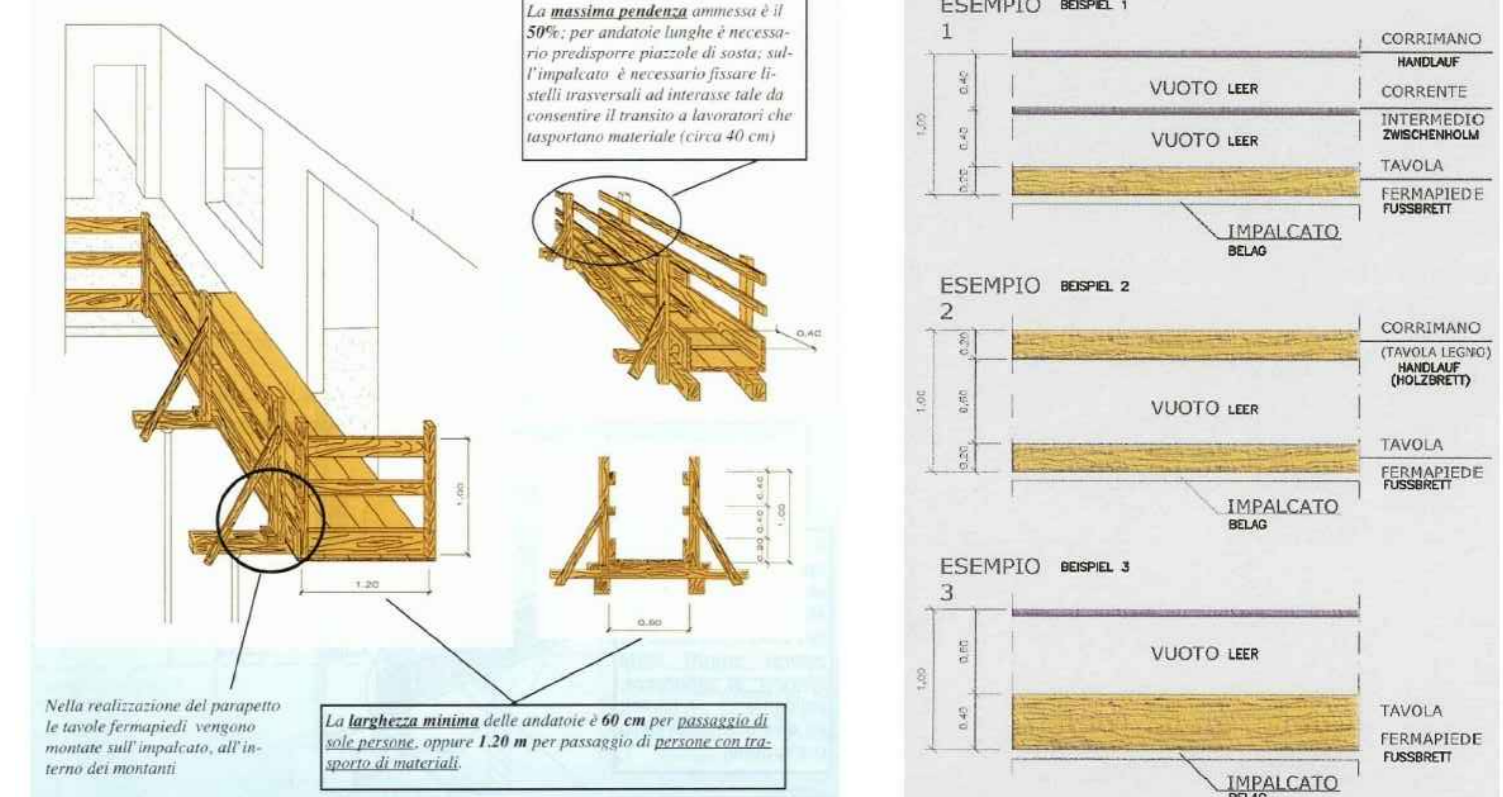 La massima pendenza ammessa è il
50%; per andatoie lunghe è necessa-
rio predisporre piazzole di sosta; sul-
l'impalcato è necessario fissare li-
stelli trasversali ad interasse tale da
consentire il transito a lavoratori che
tasportano materiale (circa 40 cm)
0.40
1.00
1.20
0.40
0.40
0.20
1.00
0.60
Nella realizzazione del parapetto
le tavole fermapiedi vengono
montate sull'impalcato, all'in-
terno dei montanti
La larghezza minima delle andatoie è 60 cm per passaggio di
sole persone, oppure 1.20 m per passaggio di persone con tra-
sporto di materiali.
ESEMPIO BEISPIEL 1
1
CORRIMANO
HANDLAUF
0,40
VUOTO LEER
CORRENTE
1,00
INTERMEDIO
ZWISCHENHOLM
0,40
VUOTO LEER
TAVOLA
0,20
FERMAPIEDE
FUSSBRETT
IMPALCATO
BELAG
ESEMPIO BEISPIEL 2
2
CORRIMANO
0,20
(TAVOLA LEGNO)
HANDLAUF
(HOLZBRETT)
1,00
0,60
VUOTO LEER
TAVOLA
0,20
FERMAPIEDE
FUSSBRETT
IMPALCATO
BELAG
ESEMPIO BEISPIEL 3
3
0,60
VUOTO LEER
1,00
0,40
TAVOLA
FERMAPIEDE
FUSSBRETT
IMPALCATO
BELAG